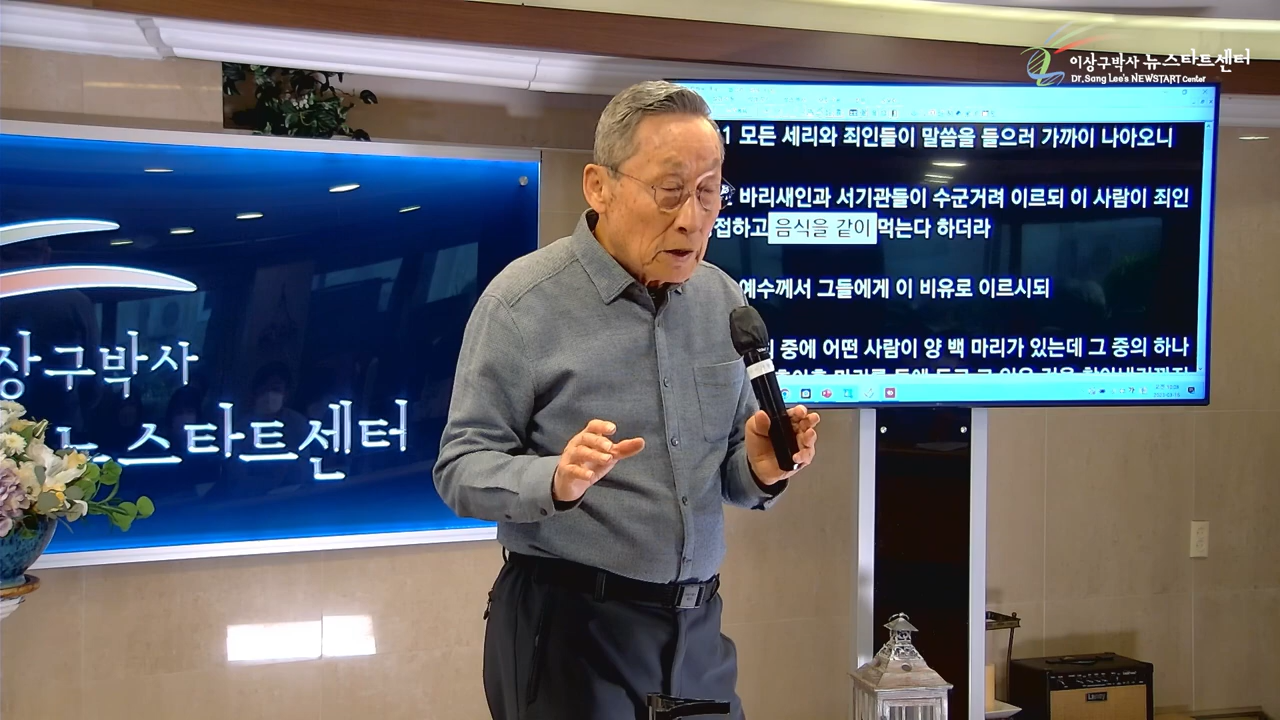 이상구박사 뉴스타트센터
Dr. Sang Lee's NEWSTART Center
1 모든 세리와 죄인들이 말씀을 들으러 가까이 나아오니
바리새인과 서기관들이 수군거려 이르되 이 사람이 죄인
접하고 음식을 같이 먹는다 하더라
예수께서 그들에게 이 비유로 이르시되
중에 어떤 사람이 양 백 마리가 있는데 그 중의 하나
상구박사
뉴스타트센터